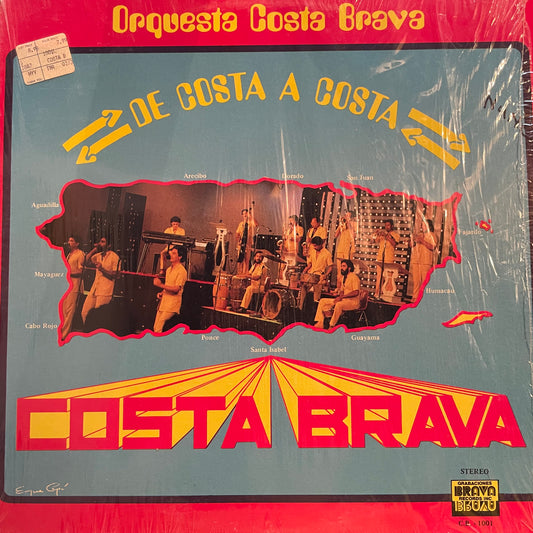 Orquesta Costa Brava
COSTA B
DE COSTA A COSTA
Arecibo
Dorado
San Juan
Aguadilla
Fajardo
Mayaguez
Humacao
Cabo Rojo
Ponce
Guayama
Santa Isabel
COSTA BRAVA
STEREO
GRABACIONES
BRAVA
RECORDS INC